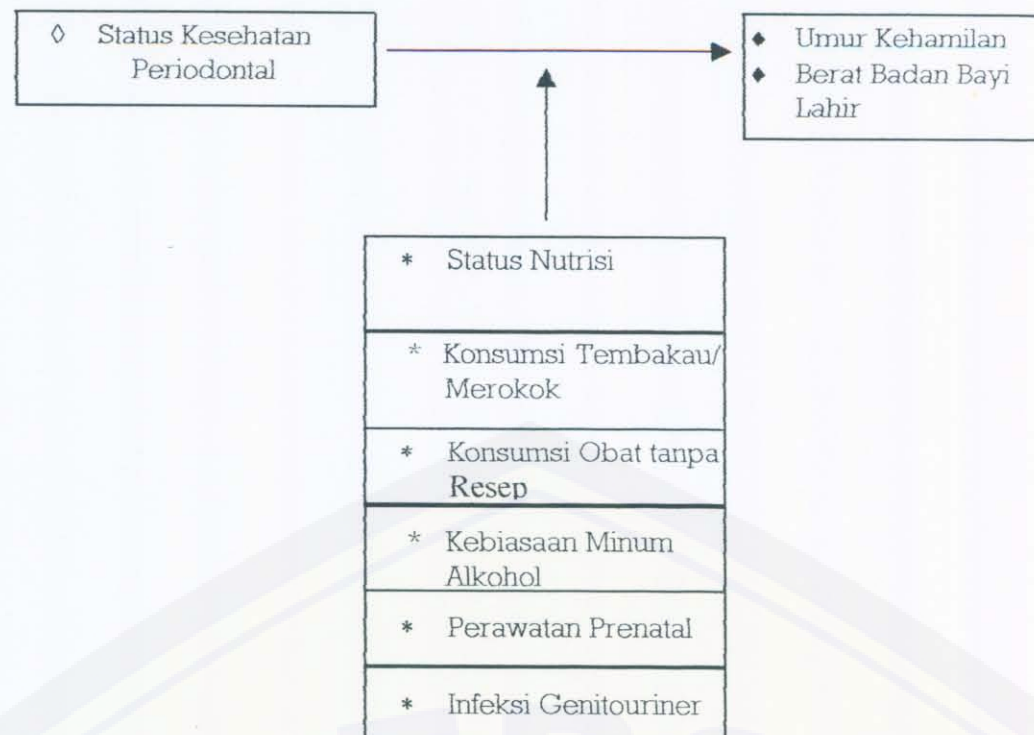 ◊ Status Kesehatan
Periodontal
♦ Umur Kehamilan
♦ Berat Badan Bayi
Lahir
* Status Nutrisi
* Konsumsi Tembakau/
Merokok
* Konsumsi Obat tanpa
Resep
* Kebiasaan Minum
Alkohol
* Perawatan Prenatal
* Infeksi Genitouriner